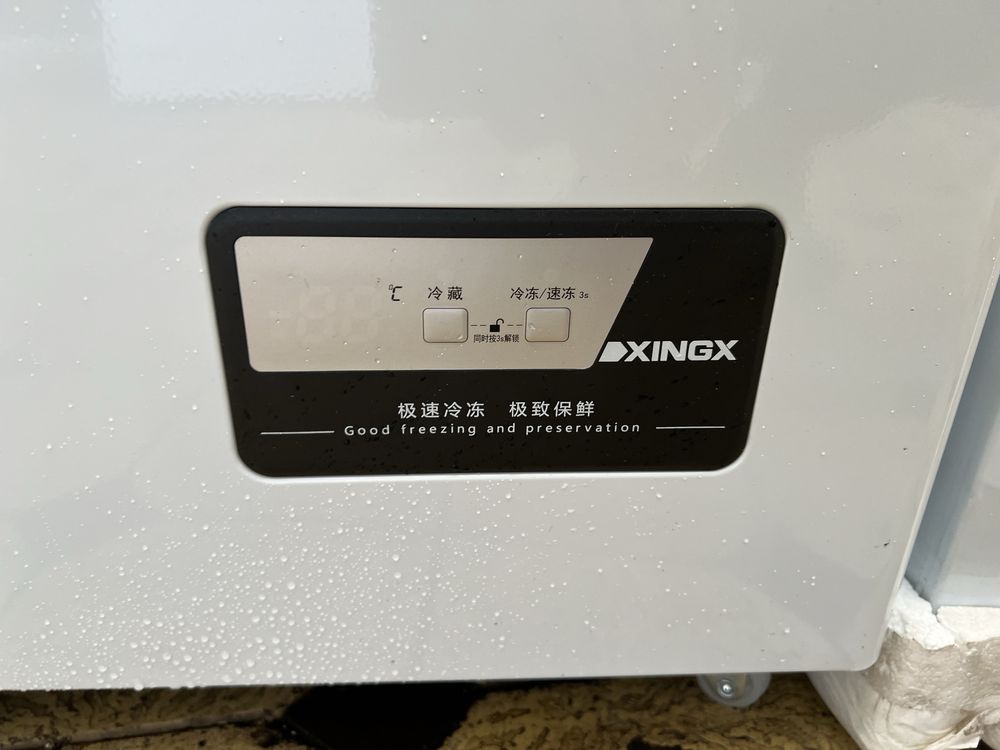 ℃ 冷藏 冷冻/速冻 3s
同时按3s解锁
XINGX
极速冷冻 极致保鲜
Good freezing and preservation